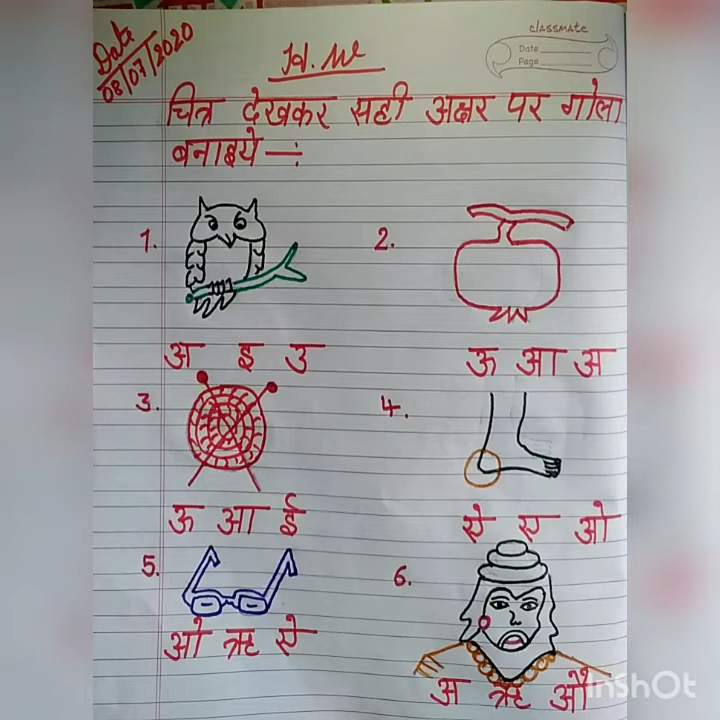 Date
08/07/2020
classmate
Date
Page
H.W
चित्र देखकर सही अक्षर पर गोला
बनाइये —:
1.
2.
अ इ उ
ऊ आ अ
3.
4.
ऊ आ ई
से स ओ
5.
6.
ओ ऋ से
अ ऋ औ
InShOt